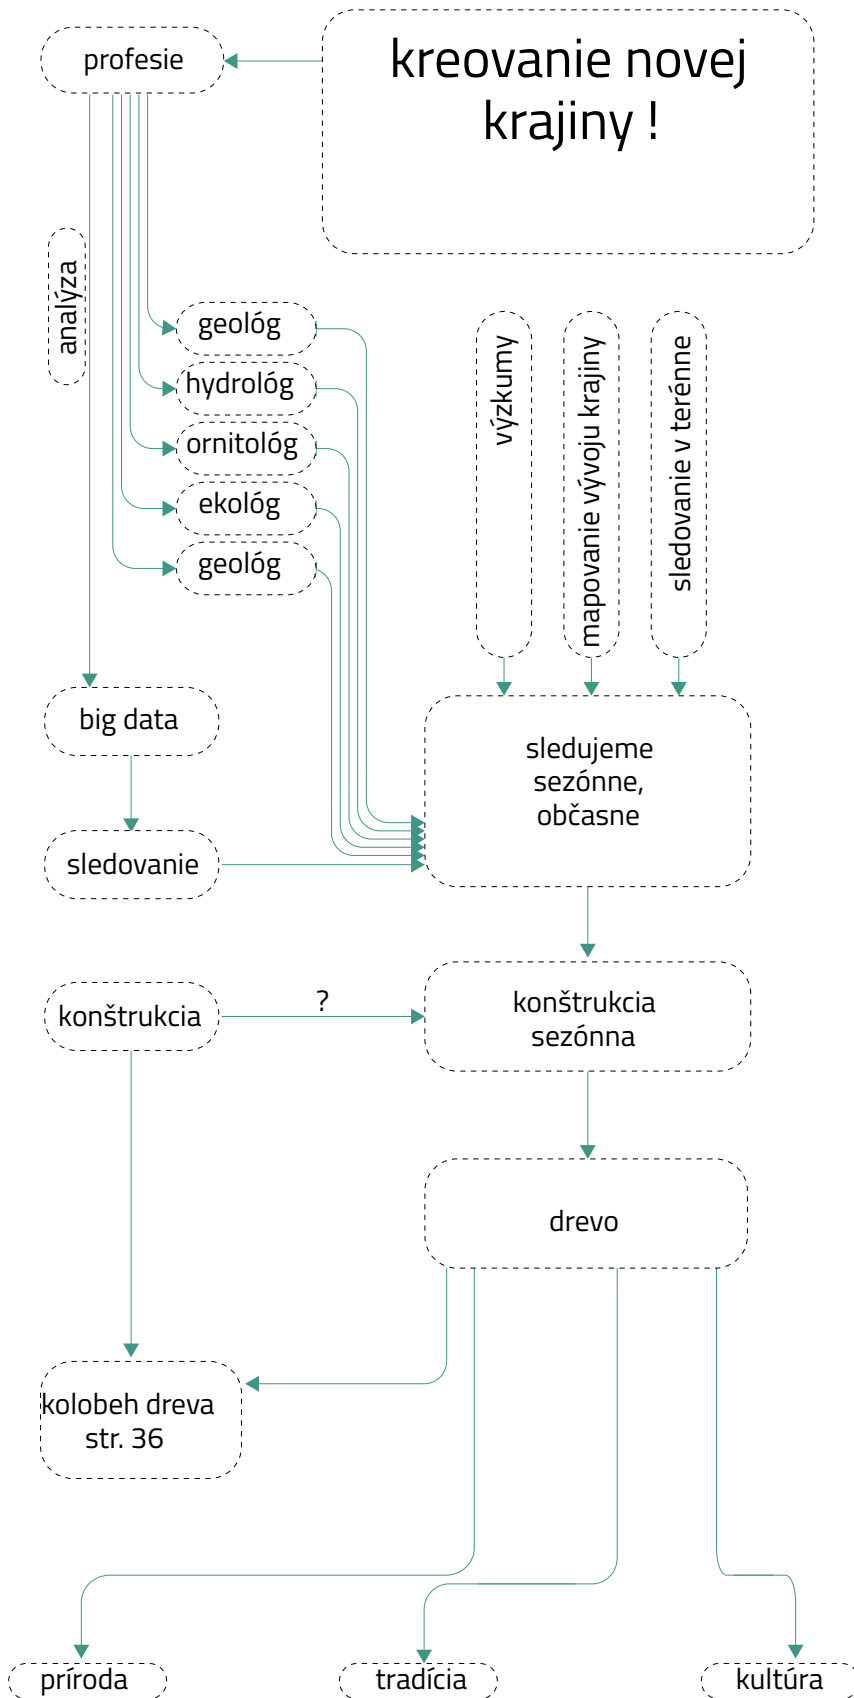 profesie
kreovanie novej
krajiny !
analýza
geológ
hydrológ
ornitológ
ekológ
geológ
výzkumy
mapovanie vývoju krajiny
sledovanie v terénne
big data
sledujeme
sezónne,
občasne
sledovanie
konštrukcia
?
konštrukcia
sezónna
drevo
kolobeh dreva
str. 36
príroda
tradícia
kultúra